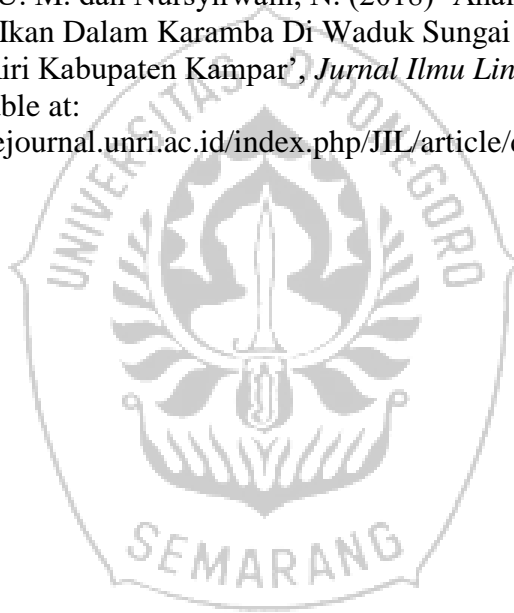 C. M. dan Nursyirwani, N. (2018)
Ikan Dalam Karamba Di Waduk Sungai
iri Kabupaten Kampar’, Jurnal Ilmu Lin
ble at:
ejournal.unri.ac.id/index.php/JIL/article/
UNIVERSITAS DIPONEGORO
SEMARANG